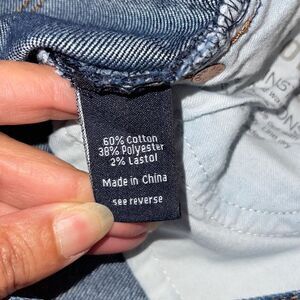 60% Cotton
38% Polyester
2% Lastol
Made in China
see reverse